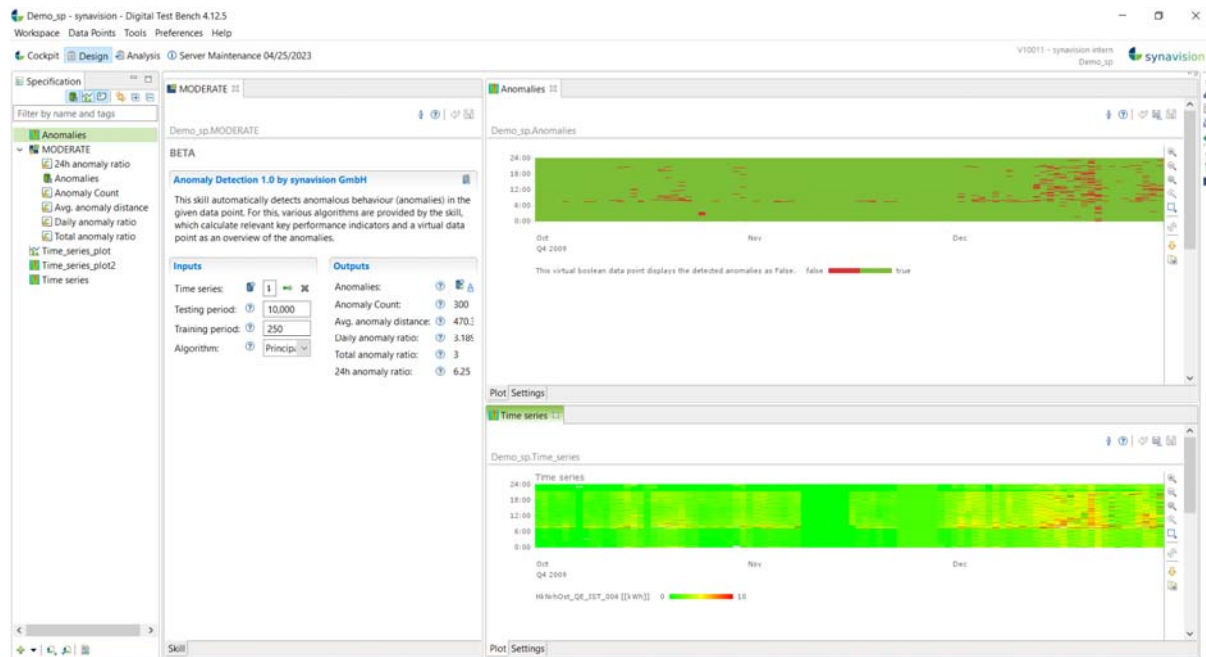 Demo_sp - synavision - Digital Test Bench 4.12.5
Workspace Data Points Tools Preferences Help
Cockpit Design Analysis Server Maintenance 04/25/2023
V10011 - synavision intern
Demo_sp
synavision
Specification
Filter by name and tags
Anomalies
MODERATE
24h anomaly ratio
Anomalies
Anomaly Count
Avg. anomaly distance
Daily anomaly ratio
Total anomaly ratio
Time_series_plot
Time_series_plot2
Time series
MODERATE
Demo_sp.MODERATE
BETA
Anomaly Detection 1.0 by synavision GmbH
This skill automatically detects anomalous behaviour (anomalies) in the
given data point. For this, various algorithms are provided by the skill,
which calculate relevant key performance indicators and a virtual data
point as an overview of the anomalies.
Inputs
Time series:
Testing period: 10,000
Training period: 250
Algorithm: Princip
Outputs
Anomalies: A
Anomaly Count: 300
Avg. anomaly distance: 470.
Daily anomaly ratio: 3.18
Total anomaly ratio: 3
24h anomaly ratio: 6.25
Skill
Anomalies
Demo_sp.Anomalies
24:00
18:00
12:00
6:00
0:00
Oct Nov Dec
Q4 2009
This virtual boolean data point displays the detected anomalies as False. false true
Plot Settings
Time series
Demo_sp.Time_series
Time series
24:00
18:00
12:00
6:00
0:00
Oct Nov Dec
Q4 2009
HkNrhOst_QE_IST_004 [[kWh]] 0 10
Plot Settings